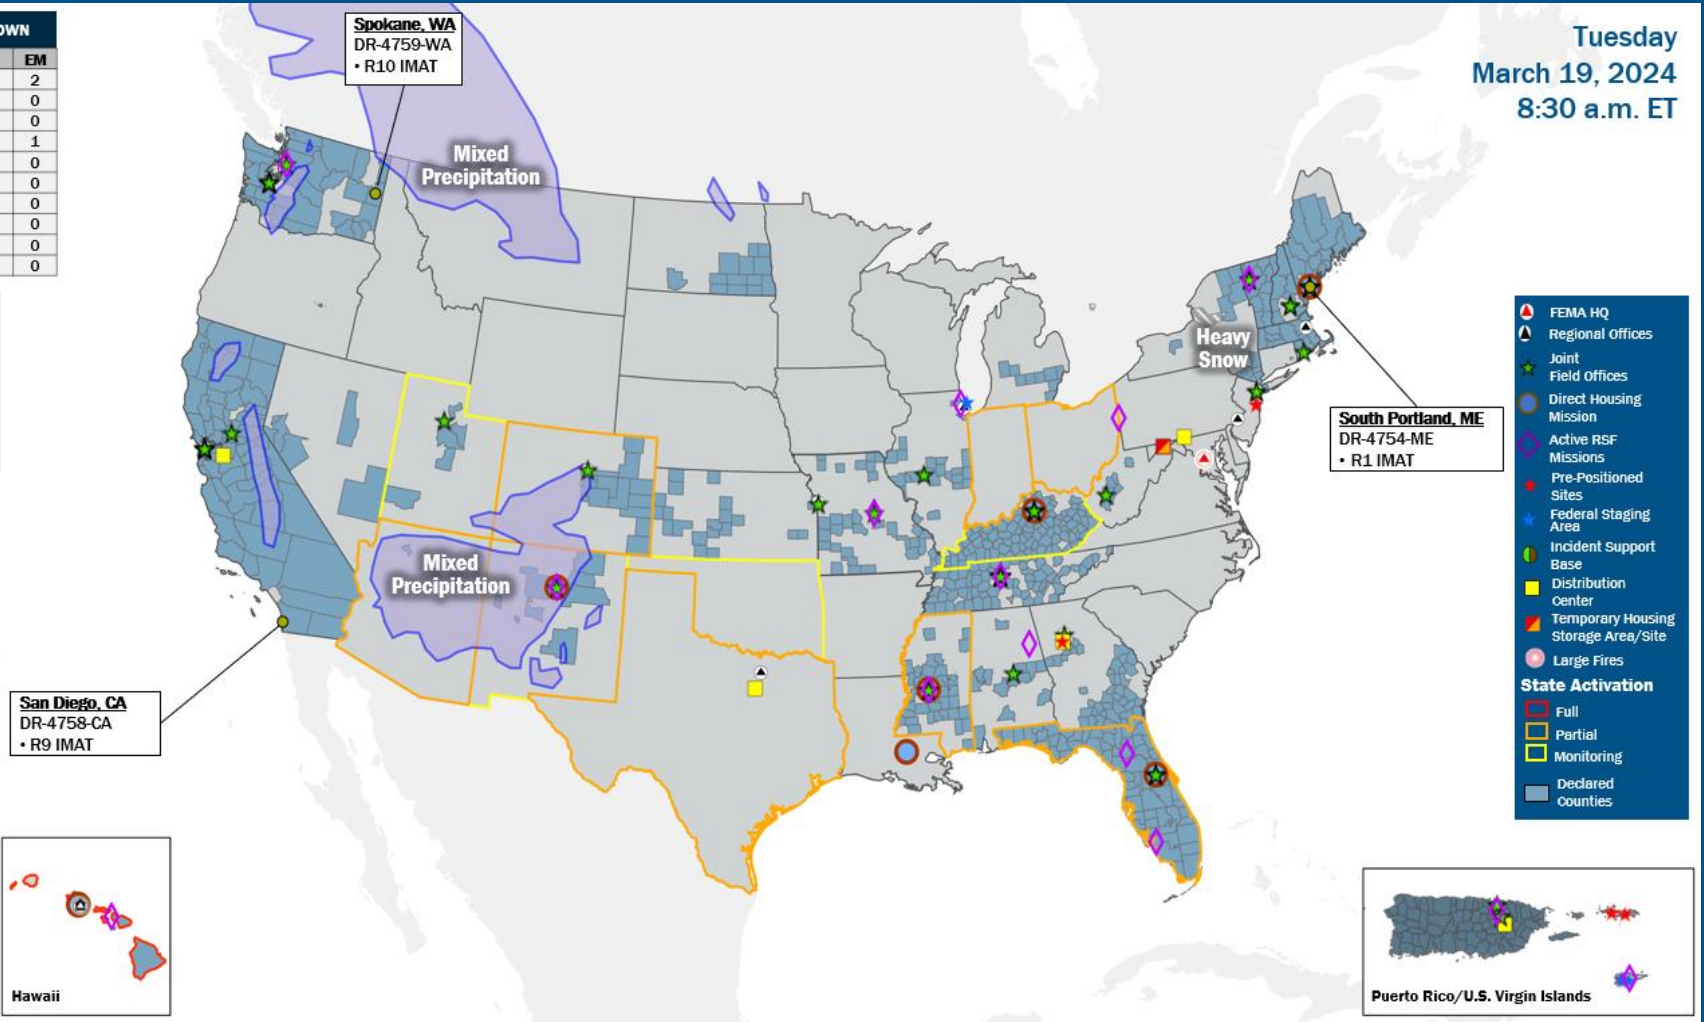 OWN
EM
2
0
0
1
0
0
0
0
0
0
Spokane, WA
DR-4759-WA
• R10 IMAT
Tuesday
March 19, 2024
8:30 a.m. ET
Mixed
Precipitation
Heavy
Snow
South Portland, ME
DR-4754-ME
• R1 IMAT
Mixed
Precipitation
San Diego, CA
DR-4758-CA
• R9 IMAT
FEMA HQ
Regional Offices
Joint
Field Offices
Direct Housing
Mission
Active RSF
Missions
Pre-Positioned
Sites
Federal Staging
Area
Incident Support
Base
Distribution
Center
Temporary Housing
Storage Area/Site
Large Fires
State Activation
Full
Partial
Monitoring
Declared
Counties
Hawaii
Puerto Rico/U.S. Virgin Islands